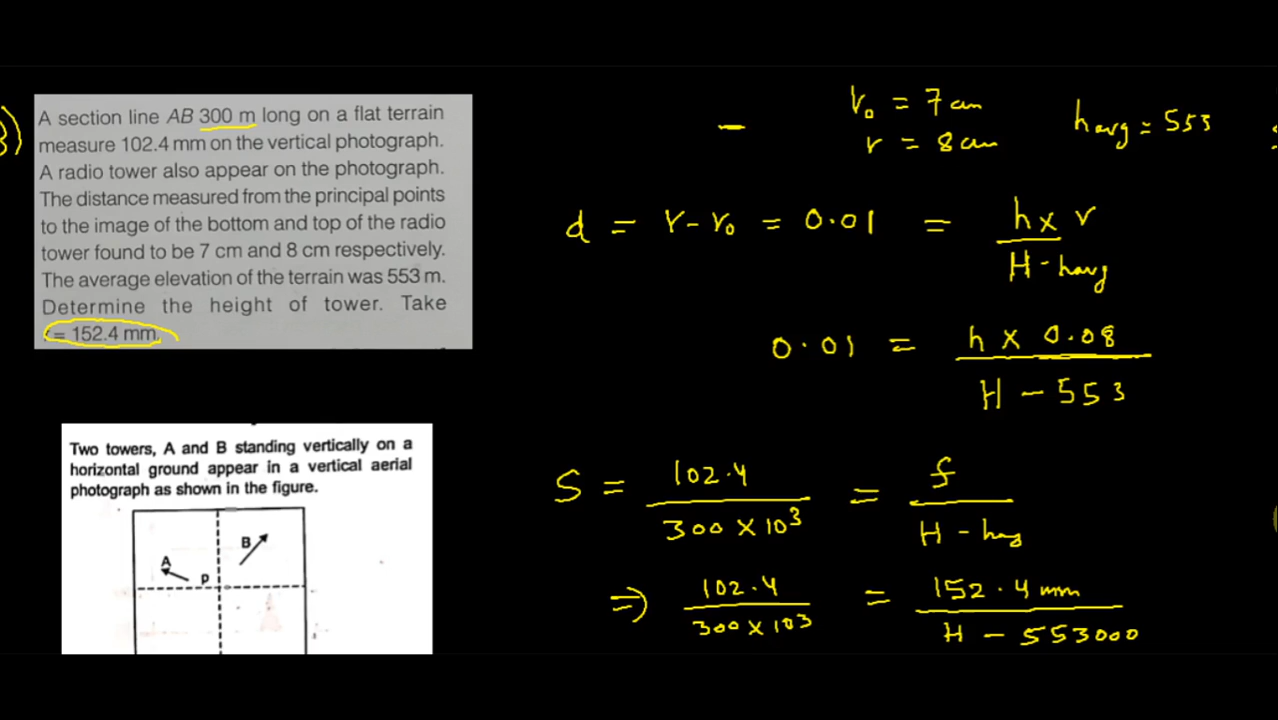 3)
A section line AB 300 m long on a flat terrain
measure 102.4 mm on the vertical photograph.
A radio tower also appear on the photograph.
The distance measured from the principal points
to the image of the bottom and top of the radio
tower found to be 7 cm and 8 cm respectively.
The average elevation of the terrain was 553 m.
Determine the height of tower. Take
= 152.4 mm.
Two towers, A and B standing vertically on a
horizontal ground appear in a vertical aerial
photograph as shown in the figure.
A
P
B
r₀ = 7 cm
r = 8 cm
havg = 553
d = r - r₀ = 0.01 = h x r / H - havg
0.01 = h x 0.08 / H - 553
S = 102.4 / 300 x 10³ = f / H - havg
⇒ 102.4 / 300 x 10³ = 152.4 mm / H - 553000